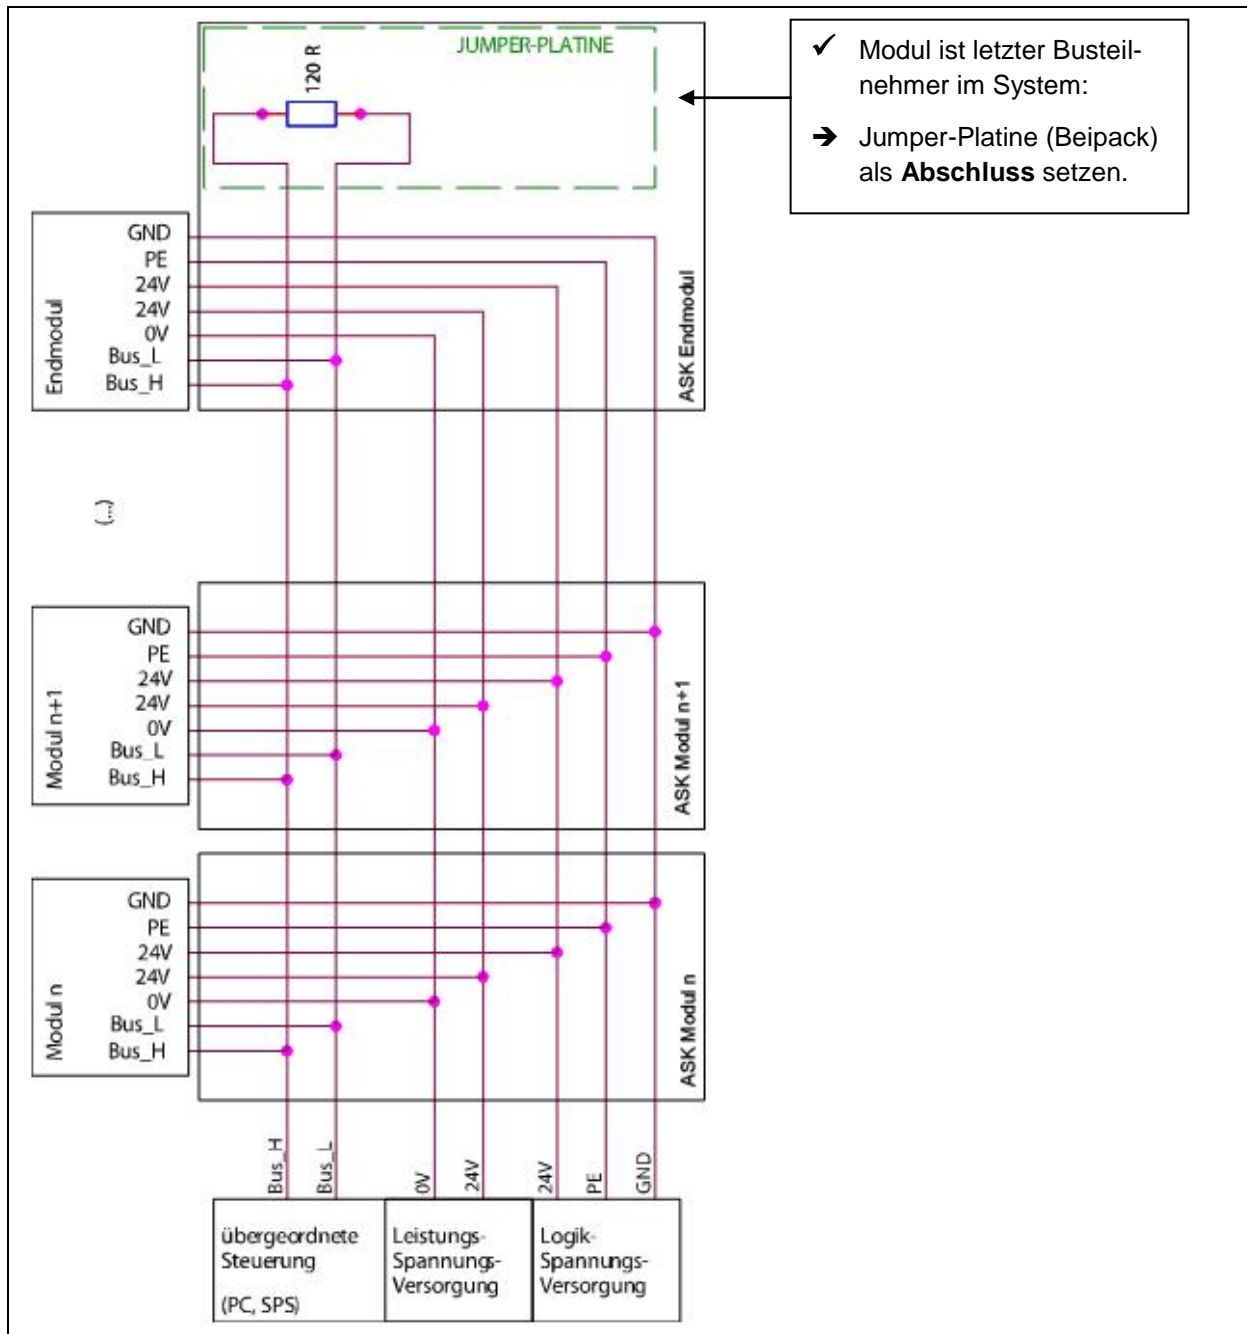 JUMPER-PLATINE
120 R
✓ Modul ist letzter Busteil-
nehmer im System:
➔ Jumper-Platine (Beipack)
als Abschluss setzen.
Endmodul
GND
PE
24V
24V
0V
Bus_L
Bus_H
ASK Endmodul
(...)
Modul n+1
GND
PE
24V
24V
0V
Bus_L
Bus_H
ASK Modul n+1
Modul n
GND
PE
24V
24V
0V
Bus_L
Bus_H
ASK Modul n
Bus_H
Bus_L
0V
24V
24V
PE
GND
übergeordnete
Steuerung
(PC, SPS)
Leistungs-
Spannungs-
Versorgung
Logik-
Spannungs-
Versorgung